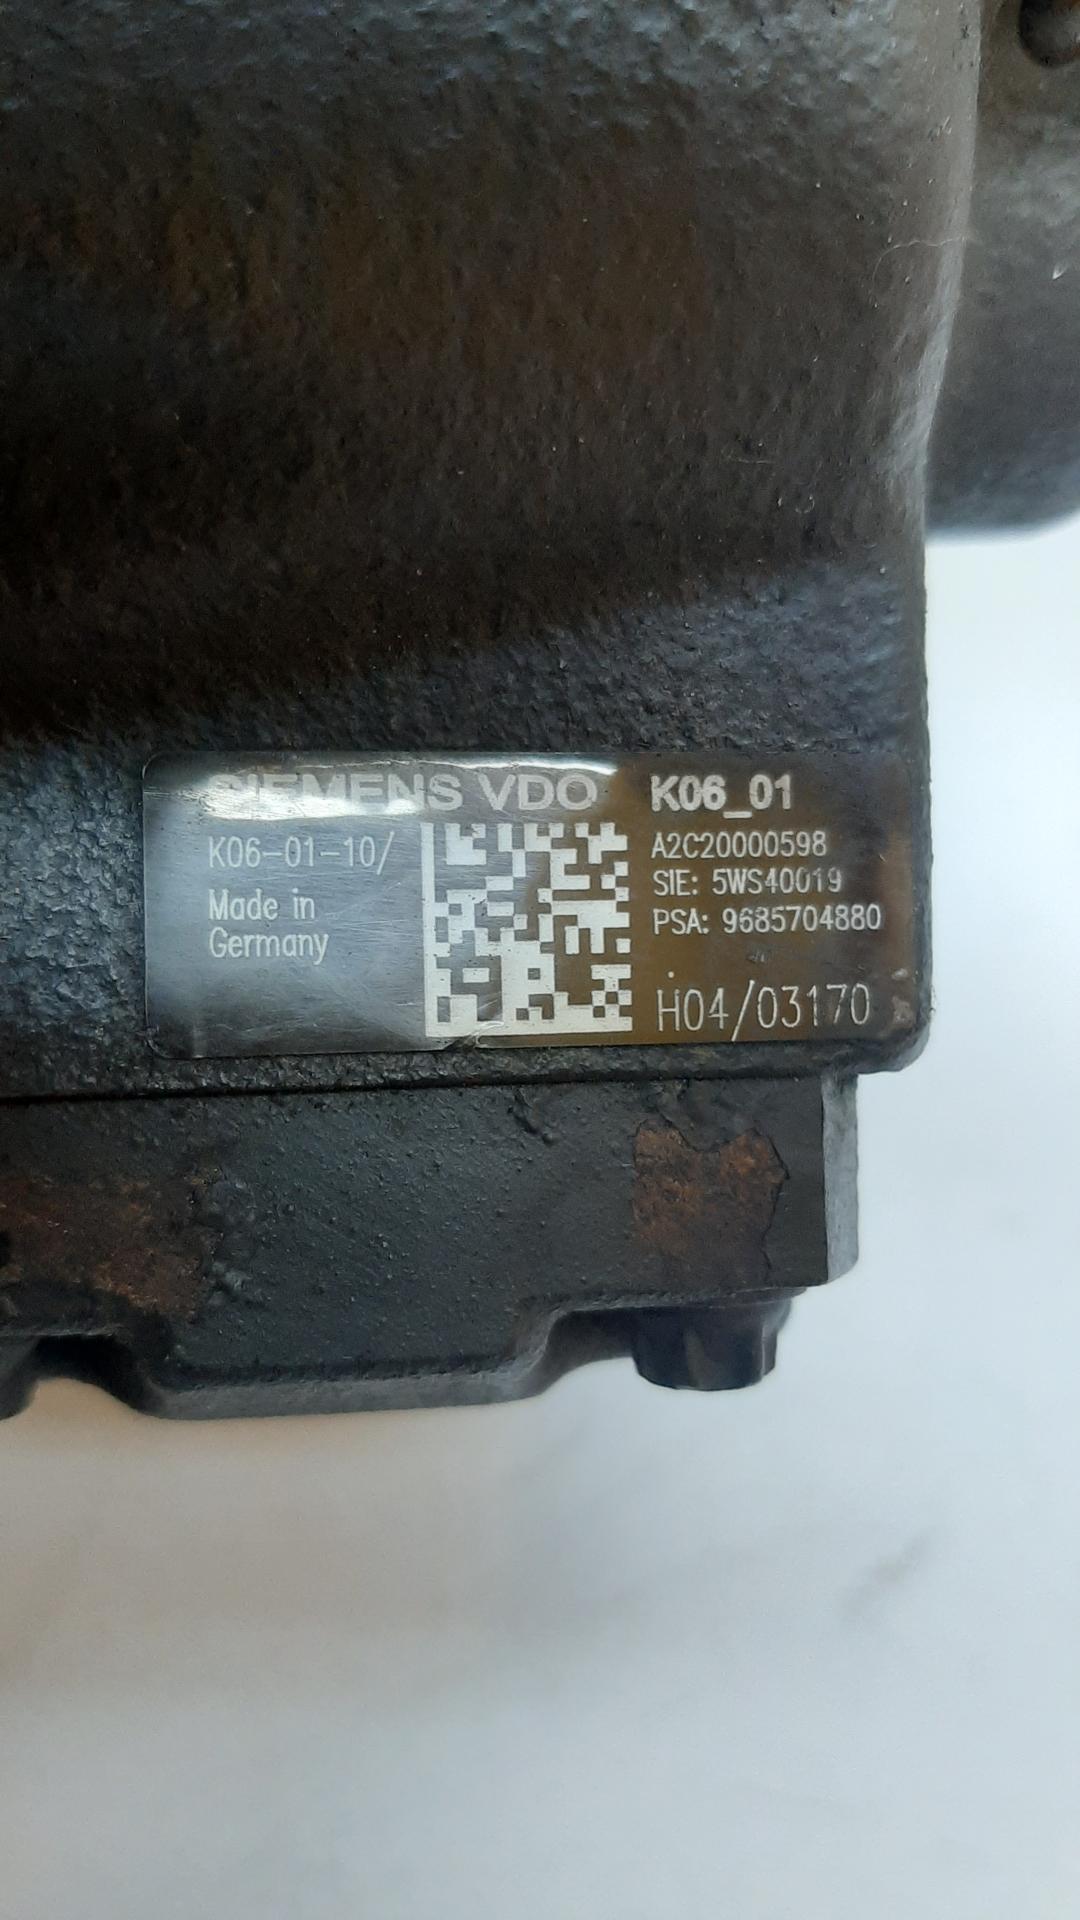 SIEMENS VDO K06_01
K06-01-10/
Made in
Germany
A2C20000598
SIE: 5WS40019
PSA: 9685704880
H04/03170